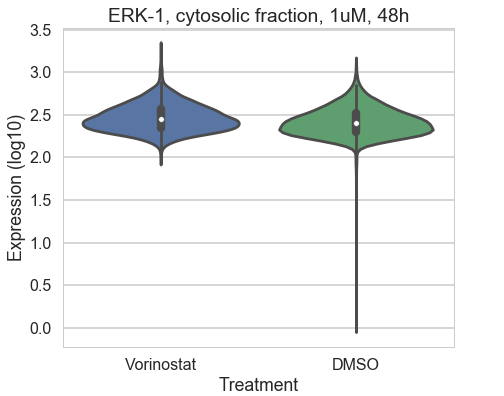 ERK-1, cytosolic fraction, 1uM, 48h
3.5
3.0
2.5
2.0
1.5
1.0
0.5
0.0
Expression (log10)
Vorinostat DMSO
Treatment